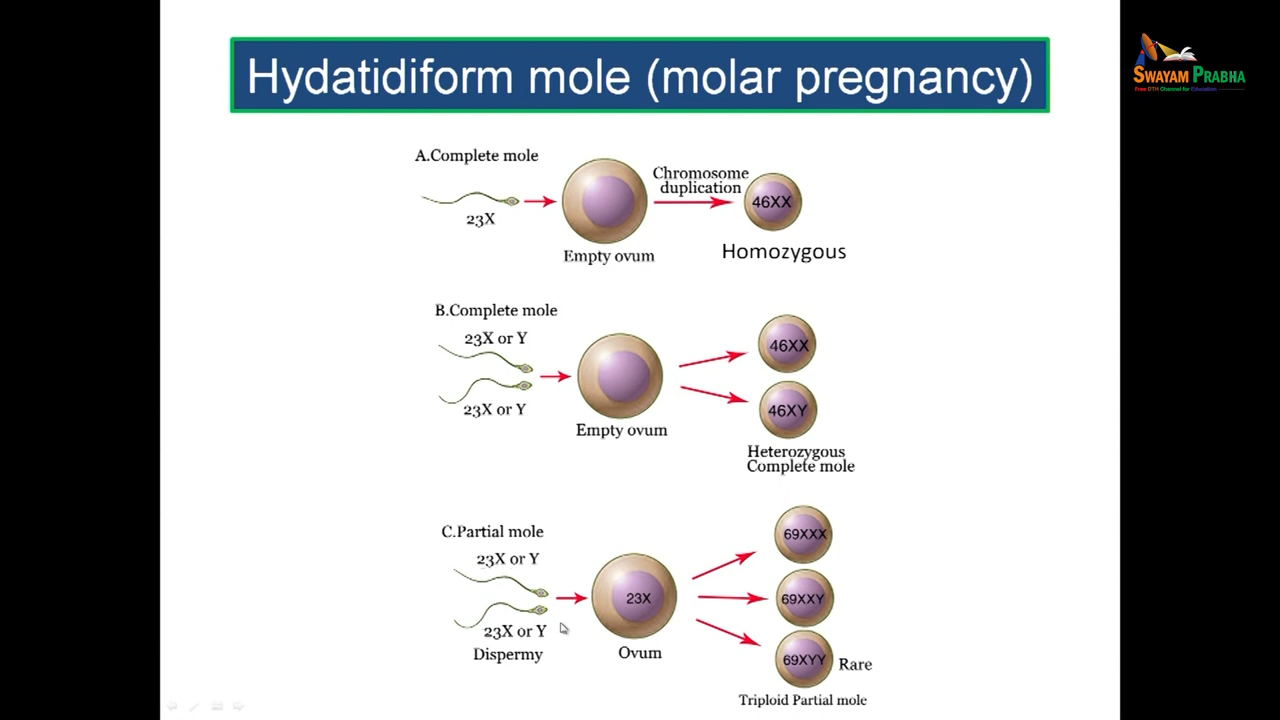 Hydatidiform mole (molar pregnancy)
SWAYAM PRABHA
Free DTH Channel for Education
A.Complete mole
23X
Empty ovum
Chromosome
duplication
46XX
Homozygous
B.Complete mole
23X or Y
23X or Y
Empty ovum
46XX
46XY
Heterozygous
Complete mole
C.Partial mole
23X or Y
23X or Y
Dispermy
23X
Ovum
69XXX
69XXY
69XYY
Rare
Triploid Partial mole